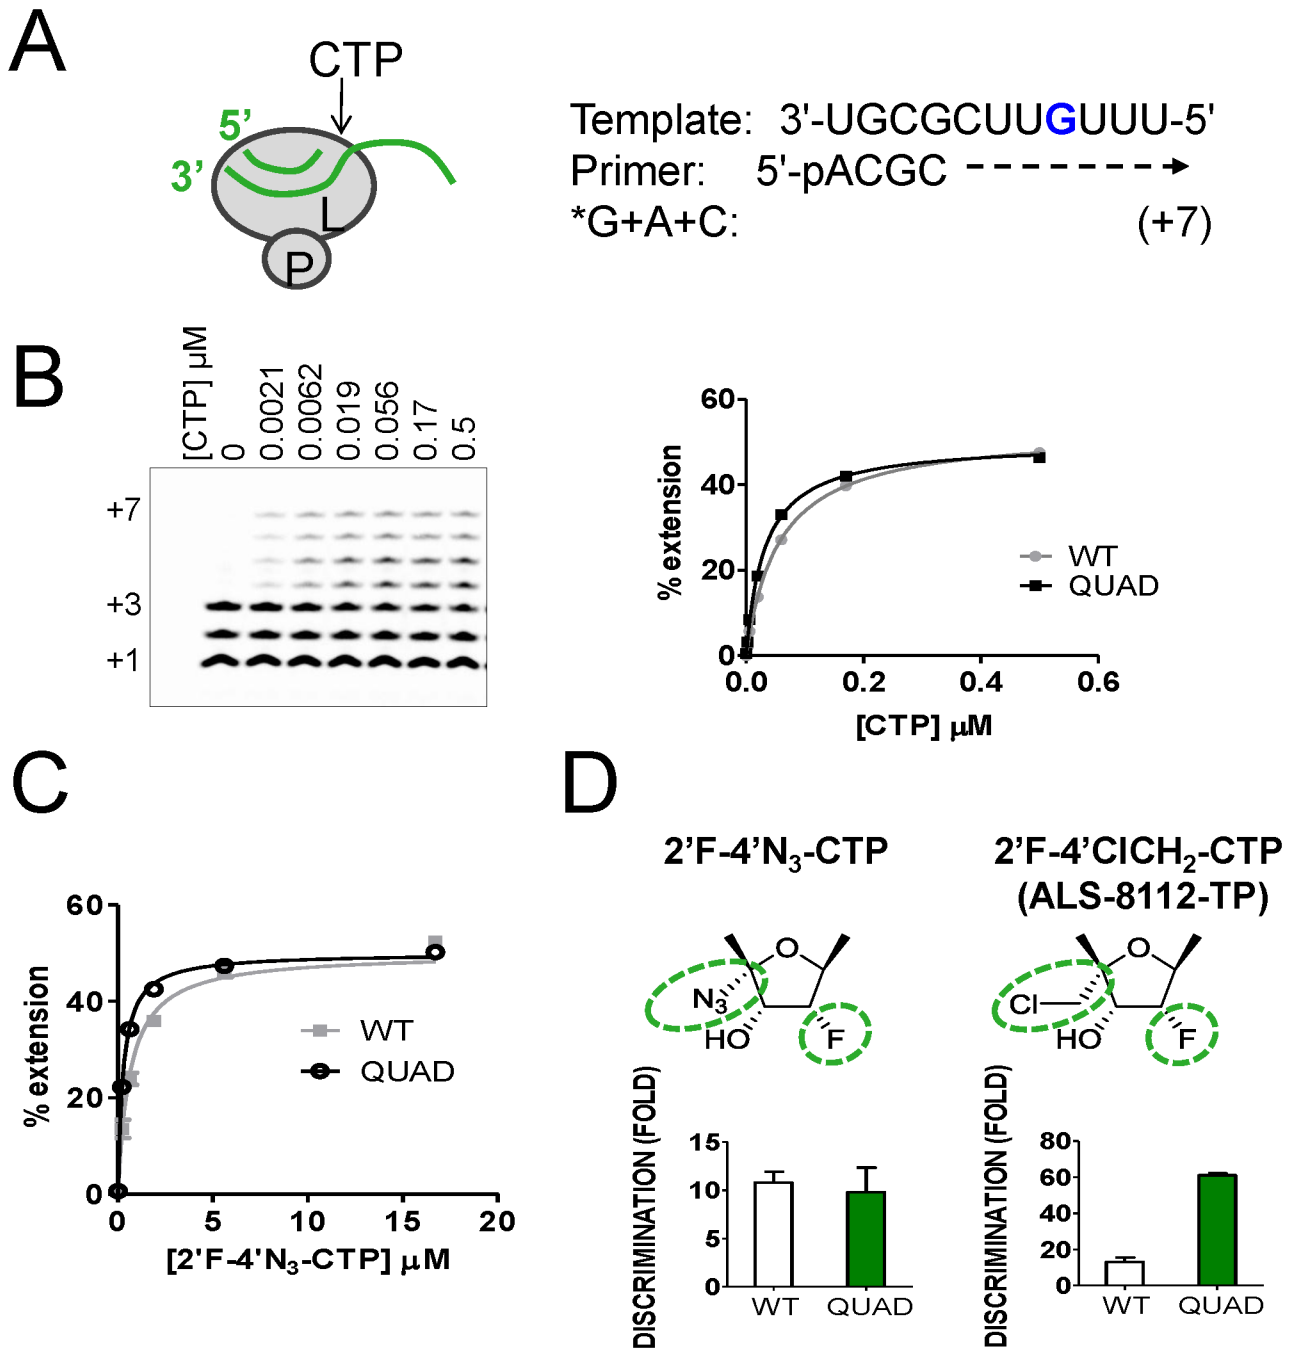 A
CTP
5’
3’
L
P
Template: 3'-UGCGCUUGUUU-5'
Primer: 5'-pACGC
*G+A+C: (+7)
B
[CTP] µM
0
0.0021
0.0062
0.019
0.056
0.17
0.5
+7
+3
+1
% extension
60
40
20
0
0.0 0.2 0.4 0.6
[CTP] µM
WT
QUAD
C
% extension
60
40
20
0
0 5 10 15 20
[2'F-4'N₃-CTP] µM
WT
QUAD
D
2’F-4’N₃-CTP
O
N₃
HO
F
DISCRIMINATION (FOLD)
15
10
5
0
WT QUAD
2’F-4’ClCH₂-CTP
(ALS-8112-TP)
O
Cl
HO
F
DISCRIMINATION (FOLD)
80
60
40
20
0
WT QUAD